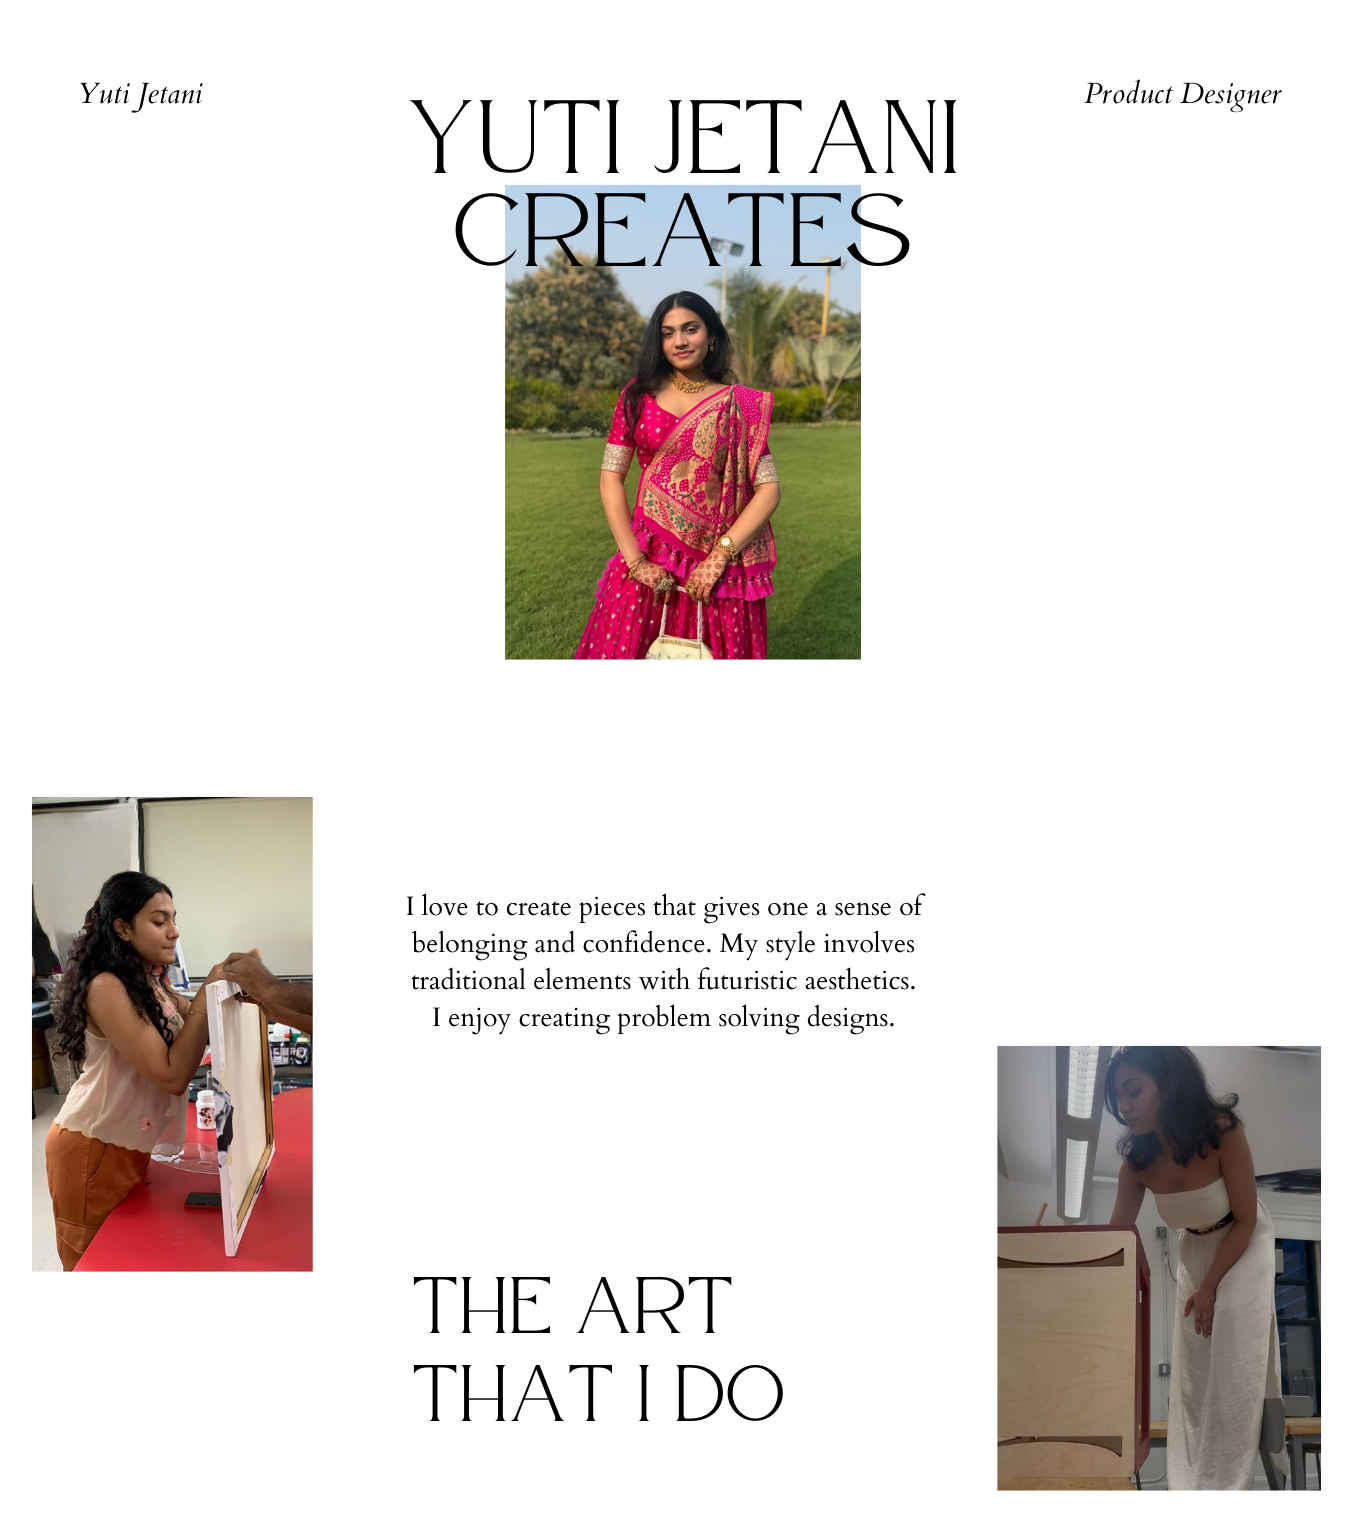 Yuti Jetani
Product Designer
YUTI JETANI
CREATES
I love to create pieces that gives one a sense of
belonging and confidence. My style involves
traditional elements with futuristic aesthetics.
I enjoy creating problem solving designs.
THE ART
THAT I DO